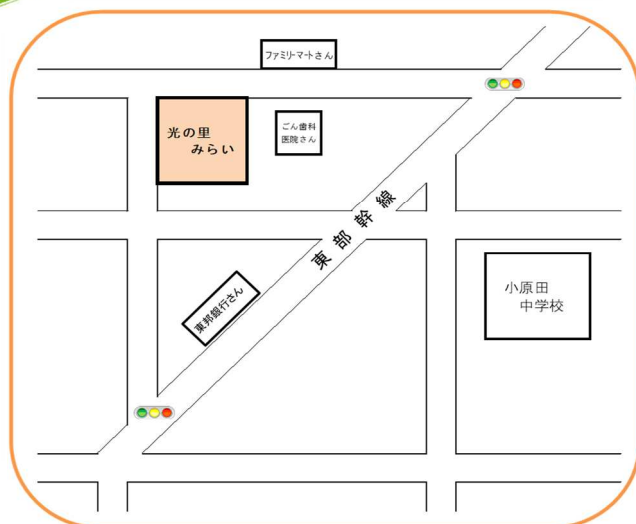 ファミリーマートさん
光の里
みらい
ごん歯科
医院さん
東部幹線
東邦銀行さん
小原田
中学校